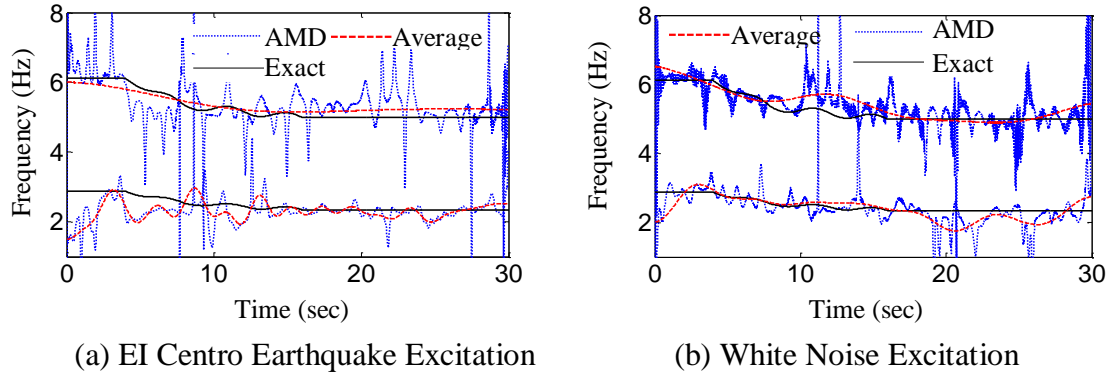 8
6
4
2
0
10
20
30
Frequency (Hz)
Time (sec)
AMD
Average
Exact
(a) EI Centro Earthquake Excitation
8
6
4
2
0
10
20
30
Frequency (Hz)
Time (sec)
Average
AMD
Exact
(b) White Noise Excitation